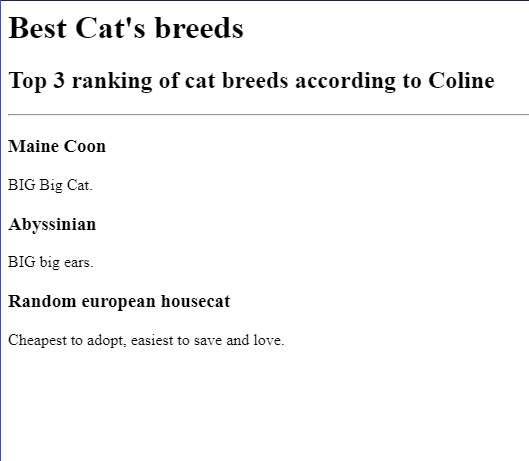 Best Cat's breeds
Top 3 ranking of cat breeds according to Coline
Maine Coon
BIG Big Cat.
Abyssinian
BIG big ears.
Random european housecat
Cheapest to adopt, easiest to save and love.